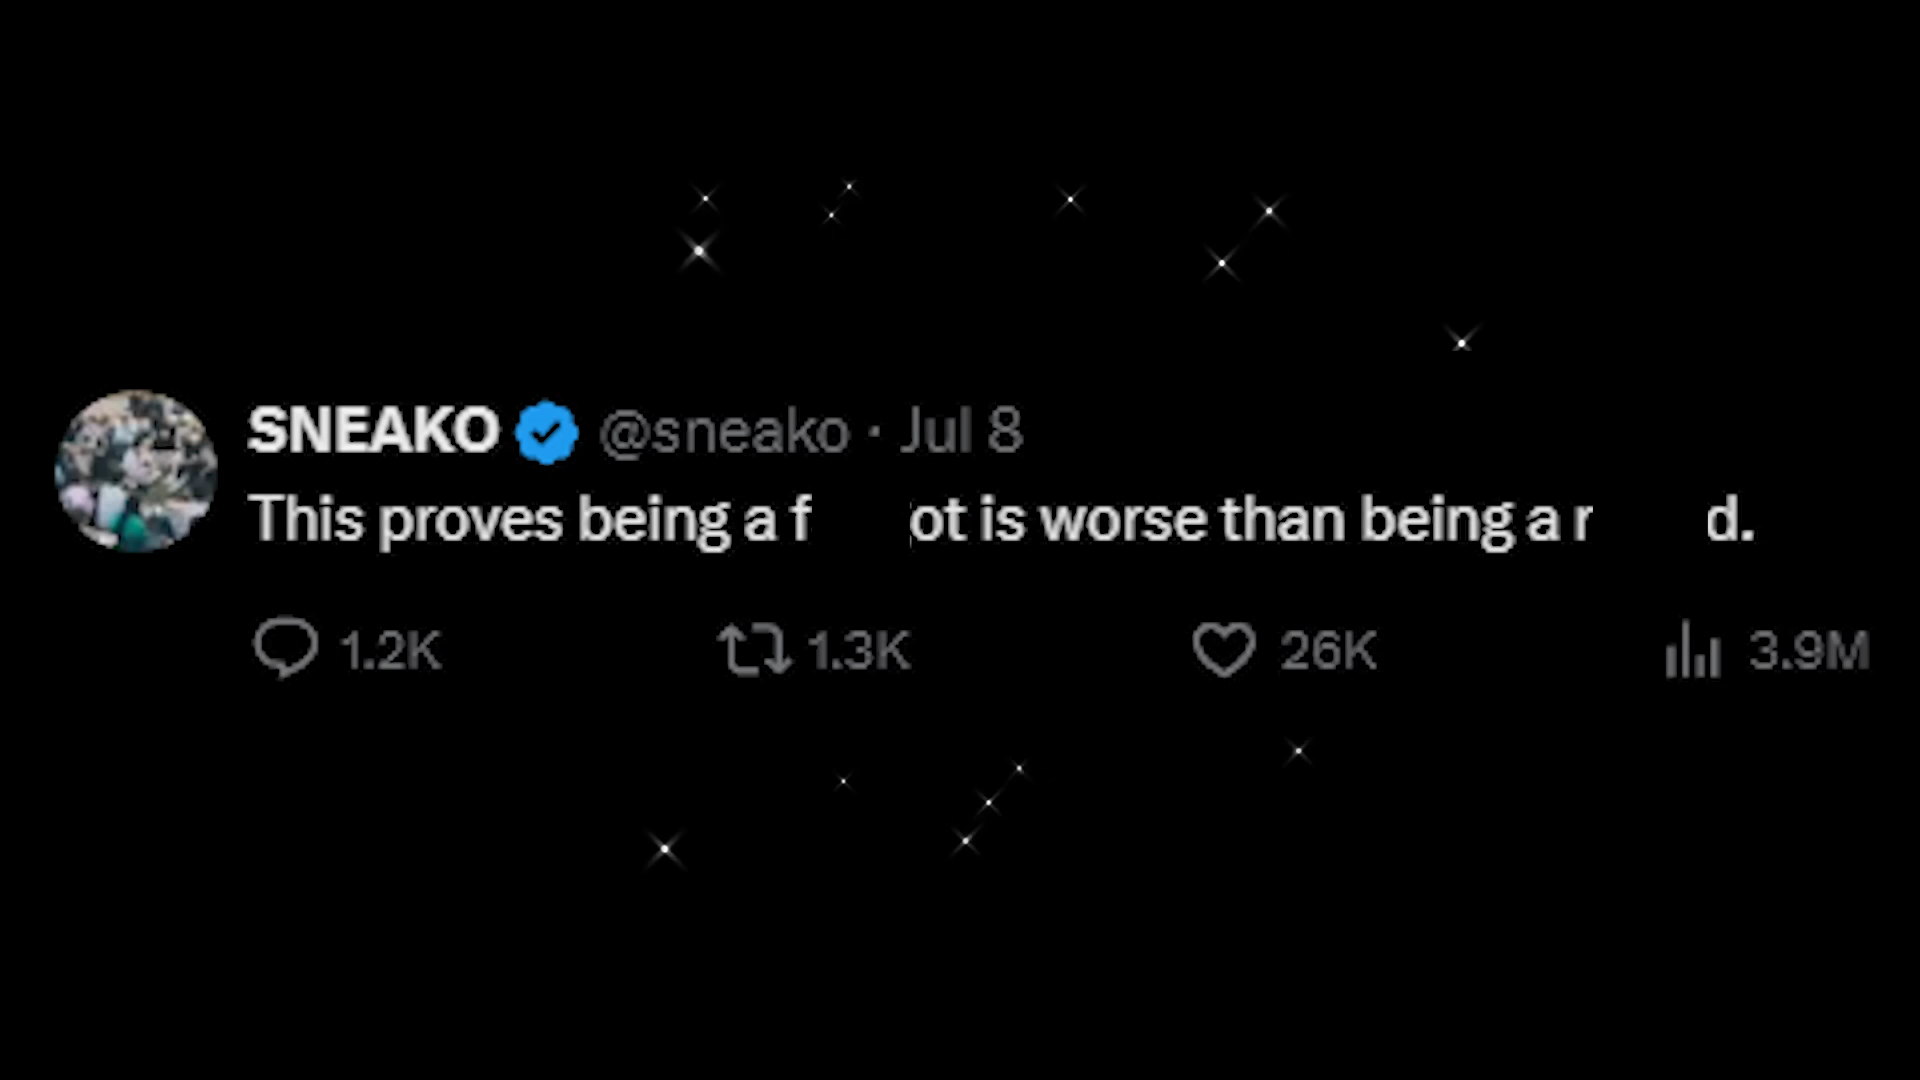 SNEAKO @sneako · Jul 8
This proves being a f ot is worse than being a r d.
1.2K 1.3K 26K 3.9M